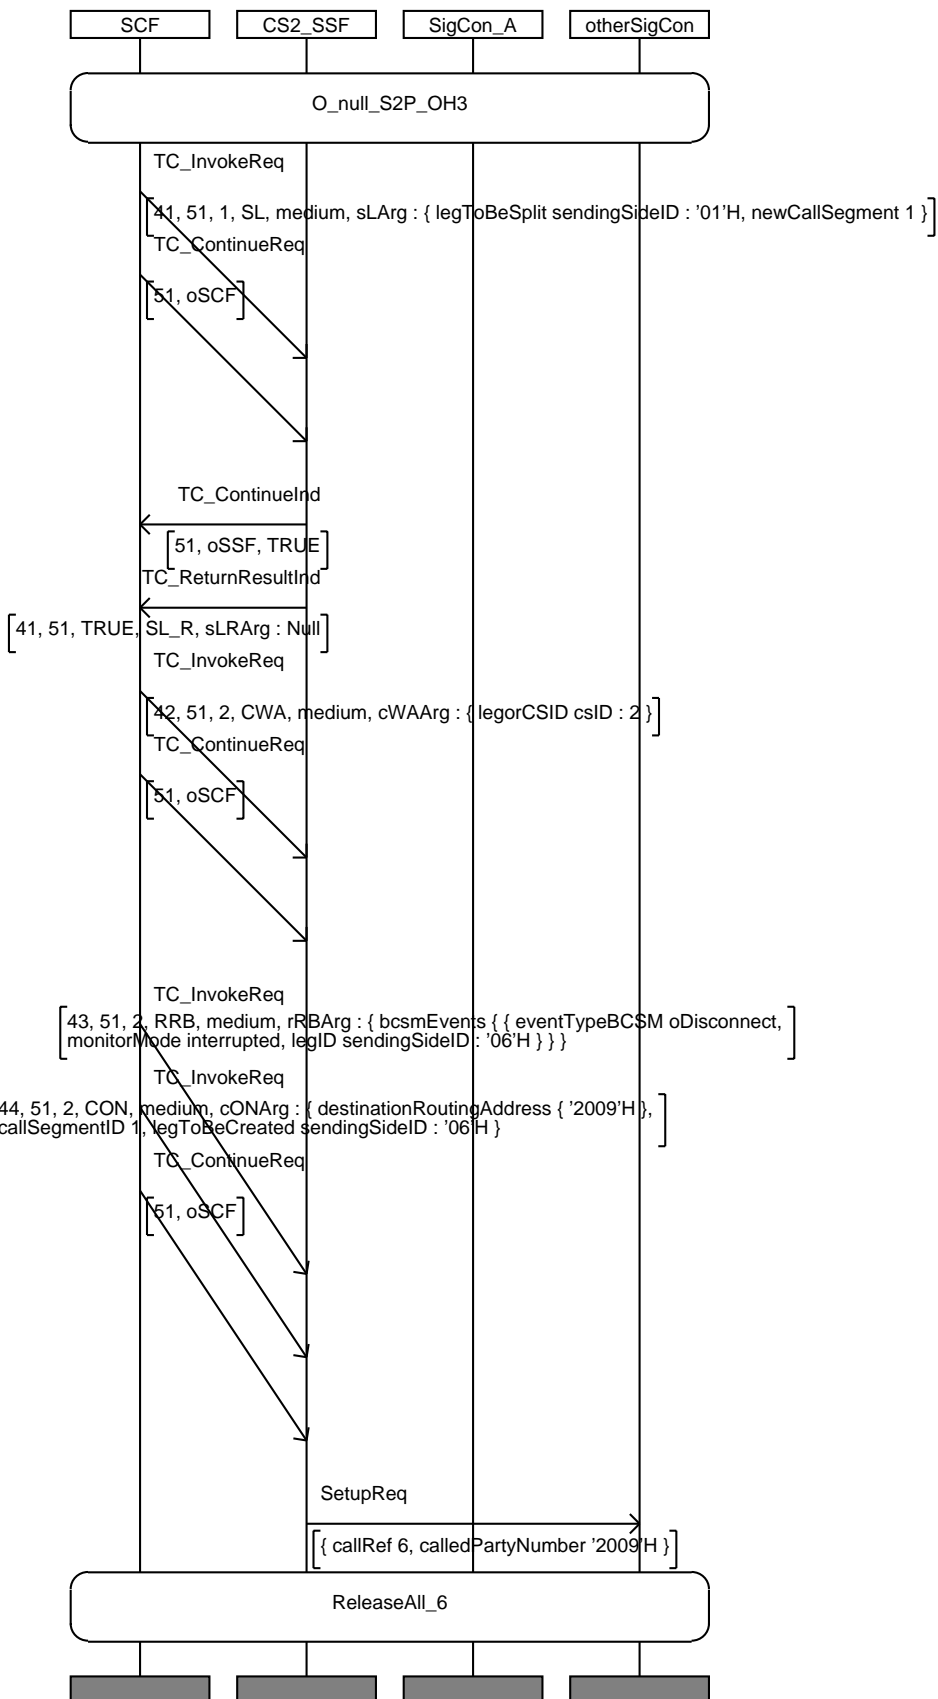 SCF CS2_SSF SigCon_A otherSigCon
O_null_S2P_OH3
TC_InvokeReq
41, 51, 1, SL, medium, sLArg : { legToBeSplit sendingSideID : '01'H, newCallSegment 1 }
TC_ContinueReq
51, oSCF
TC_ContinueInd
51, oSSF, TRUE
TC_ReturnResultInd
41, 51, TRUE, SL_R, sLRArg : Null
TC_InvokeReq
42, 51, 2, CWA, medium, cWAArg : { legorCSID csID : 2 }
TC_ContinueReq
51, oSCF
TC_InvokeReq
43, 51, 2, RRB, medium, rRBArg : { bcsmEvents { { eventTypeBCSM oDisconnect,
monitorMode interrupted, legID sendingSideID : '06'H } } }
TC_InvokeReq
44, 51, 2, CON, medium, cONArg : { destinationRoutingAddress { '2009'H },
callSegmentID 1, legToBeCreated sendingSideID : '06'H }
TC_ContinueReq
51, oSCF
SetupReq
{ callRef 6, calledPartyNumber '2009'H }
ReleaseAll_6